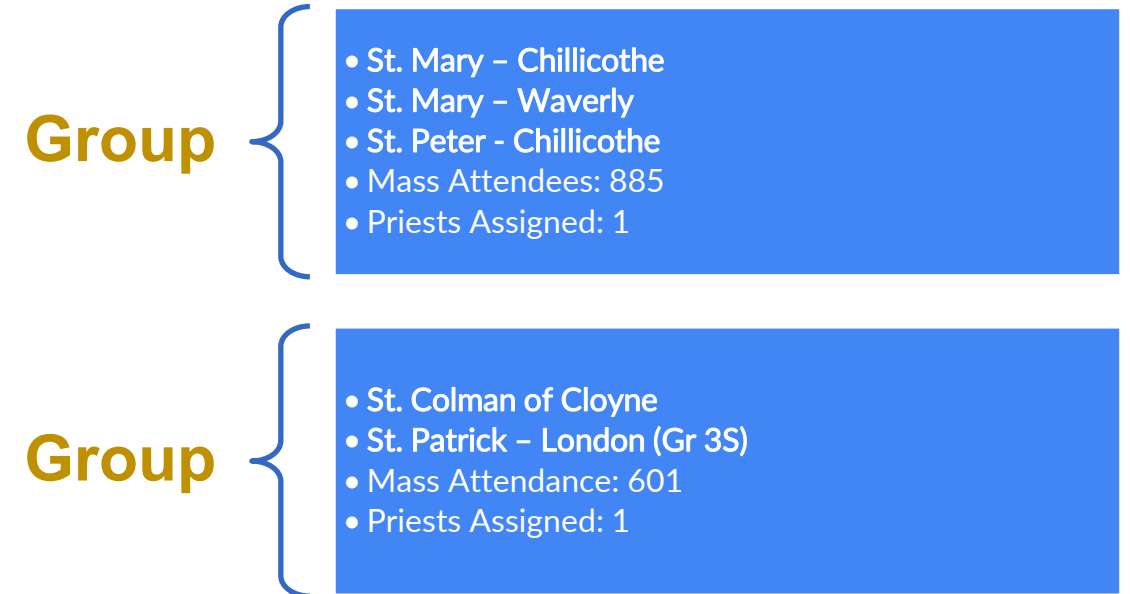 Group
• St. Mary – Chillicothe
• St. Mary – Waverly
• St. Peter - Chillicothe
• Mass Attendees: 885
• Priests Assigned: 1
Group
• St. Colman of Cloyne
• St. Patrick – London (Gr 3S)
• Mass Attendance: 601
• Priests Assigned: 1